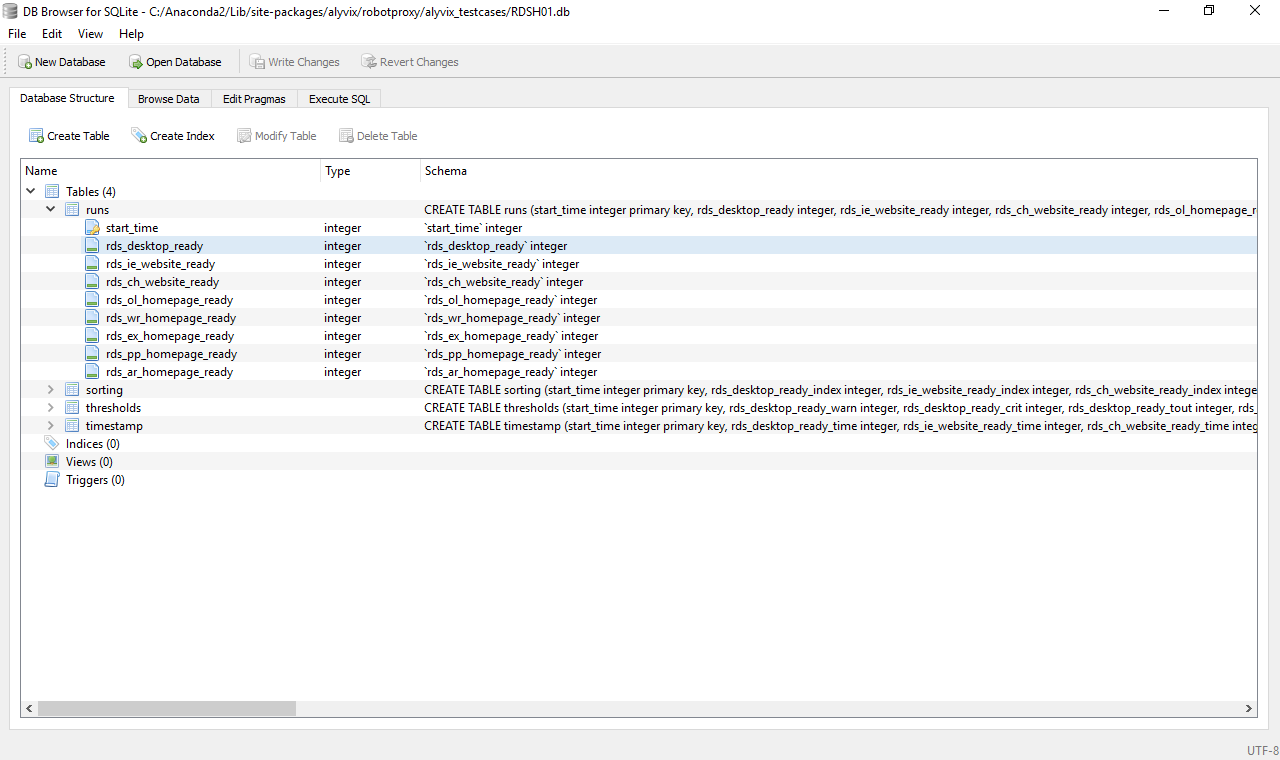 DB Browser for SQLite - C:/Anaconda2/Lib/site-packages/alyvix/robotproxy/alyvix_testcases/RDSH01.db
File Edit View Help
New Database Open Database Write Changes Revert Changes
Database Structure Browse Data Edit Pragmas Execute SQL
Create Table Create Index Modify Table Delete Table
Name Type Schema
Tables (4)
runs CREATE TABLE runs (start_time integer primary key, rds_desktop_ready integer, rds_ie_website_ready integer, rds_ch_website_ready integer, rds_ol_homepage_r
start_time integer `start_time` integer
rds_desktop_ready integer `rds_desktop_ready` integer
rds_ie_website_ready integer `rds_ie_website_ready` integer
rds_ch_website_ready integer `rds_ch_website_ready` integer
rds_ol_homepage_ready integer `rds_ol_homepage_ready` integer
rds_wr_homepage_ready integer `rds_wr_homepage_ready` integer
rds_ex_homepage_ready integer `rds_ex_homepage_ready` integer
rds_pp_homepage_ready integer `rds_pp_homepage_ready` integer
rds_ar_homepage_ready integer `rds_ar_homepage_ready` integer
sorting CREATE TABLE sorting (start_time integer primary key, rds_desktop_ready_index integer, rds_ie_website_ready_index integer, rds_ch_website_ready_index intege
thresholds CREATE TABLE thresholds (start_time integer primary key, rds_desktop_ready_warn integer, rds_desktop_ready_crit integer, rds_desktop_ready_tout integer, rds_
timestamp CREATE TABLE timestamp (start_time integer primary key, rds_desktop_ready_time integer, rds_ie_website_ready_time integer, rds_ch_website_ready_time integ
Indices (0)
Views (0)
Triggers (0)
UTF-8